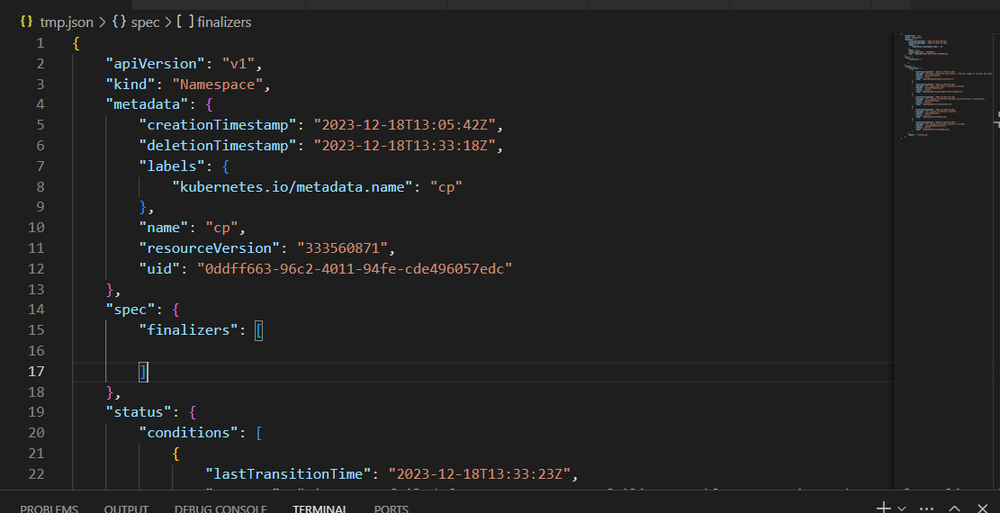 {} tmp.json > {} spec > [ ] finalizers
1 {
2 "apiVersion": "v1",
3 "kind": "Namespace",
4 "metadata": {
5 "creationTimestamp": "2023-12-18T13:05:42Z",
6 "deletionTimestamp": "2023-12-18T13:33:18Z",
7 "labels": {
8 "kubernetes.io/metadata.name": "cp"
9 },
10 "name": "cp",
11 "resourceVersion": "333560871",
12 "uid": "0ddff663-96c2-4011-94fe-cde496057edc"
13 },
14 "spec": {
15 "finalizers": [
16
17 ]
18 },
19 "status": {
20 "conditions": [
21 {
22 "lastTransitionTime": "2023-12-18T13:33:23Z",
PROBLEMS OUTPUT DEBUG CONSOLE TERMINAL PORTS